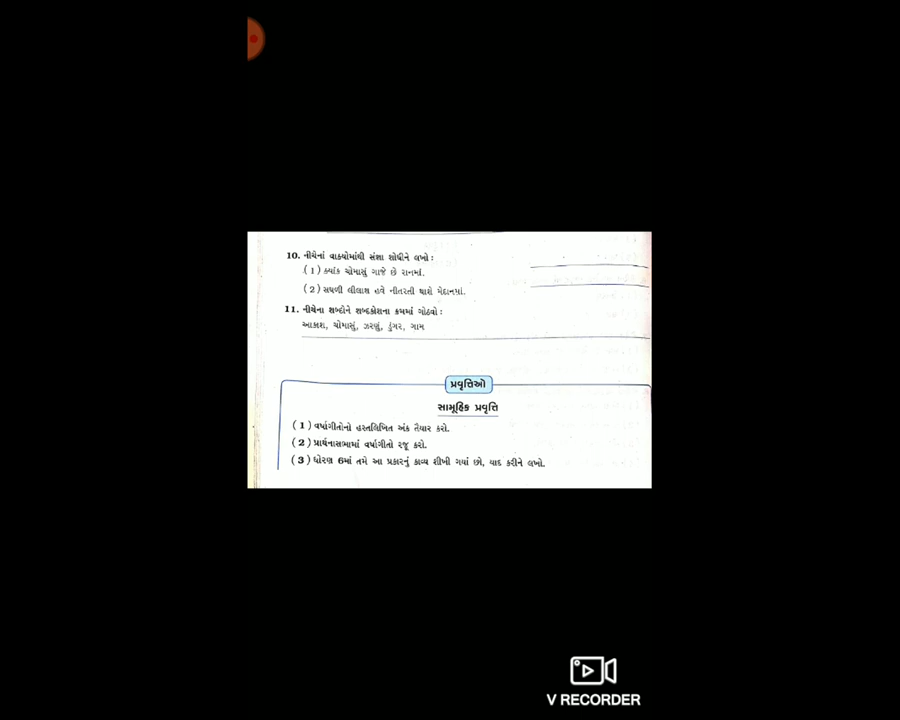 10. નીચેનાં વાક્યોમાંથી સંજ્ઞા શોધીને લખો :
(1) ક્યાંક ચોમાસું ગાજે છે રાનમાં.
(2) સઘળી લીલાશ હવે નીતરતી થાશે મેદાનમાં.
11. નીચેના શબ્દોને શબ્દકોશના ક્રમમાં ગોઠવો :
આકાશ, ચોમાસું, ઝરણું, ડુંગર, ગામ
પ્રવૃત્તિઓ
સામૂહિક પ્રવૃત્તિ
(1) વર્ષાગીતોનો હસ્તલિખિત અંક તૈયાર કરો.
(2) પ્રાર્થનાસભામાં વર્ષાગીતો રજૂ કરો.
(3) ધોરણ 6માં તમે આ પ્રકારનું કાવ્ય શીખી ગયાં છો, યાદ કરીને લખો.
V RECORDER